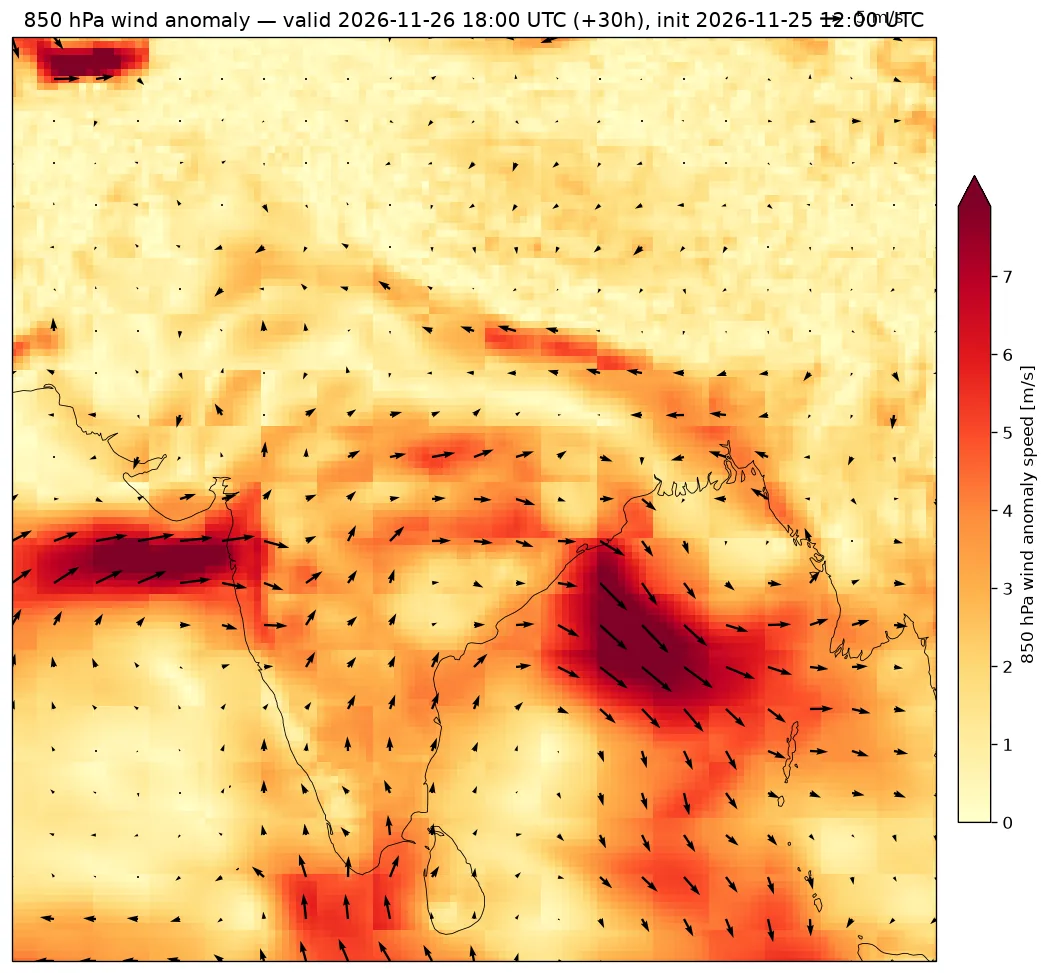 850 hPa wind anomaly — valid 2026-11-26 18:00 UTC (+30h), init 2026-11-25 12:00 UTC
5 m/s
7
6
5
4
3
2
1
0
850 hPa wind anomaly speed [m/s]